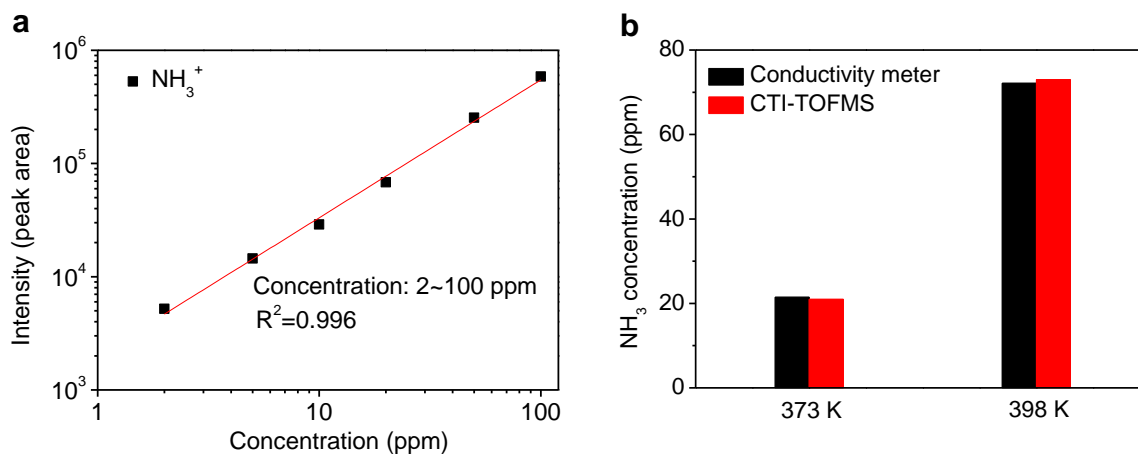 a
10⁶
10⁵
10⁴
10³
Intensity (peak area)
NH₃⁺
Concentration: 2~100 ppm
R²=0.996
1
10
100
Concentration (ppm)
b
80
60
40
20
0
NH₃ concentration (ppm)
Conductivity meter
CTI-TOFMS
373 K
398 K